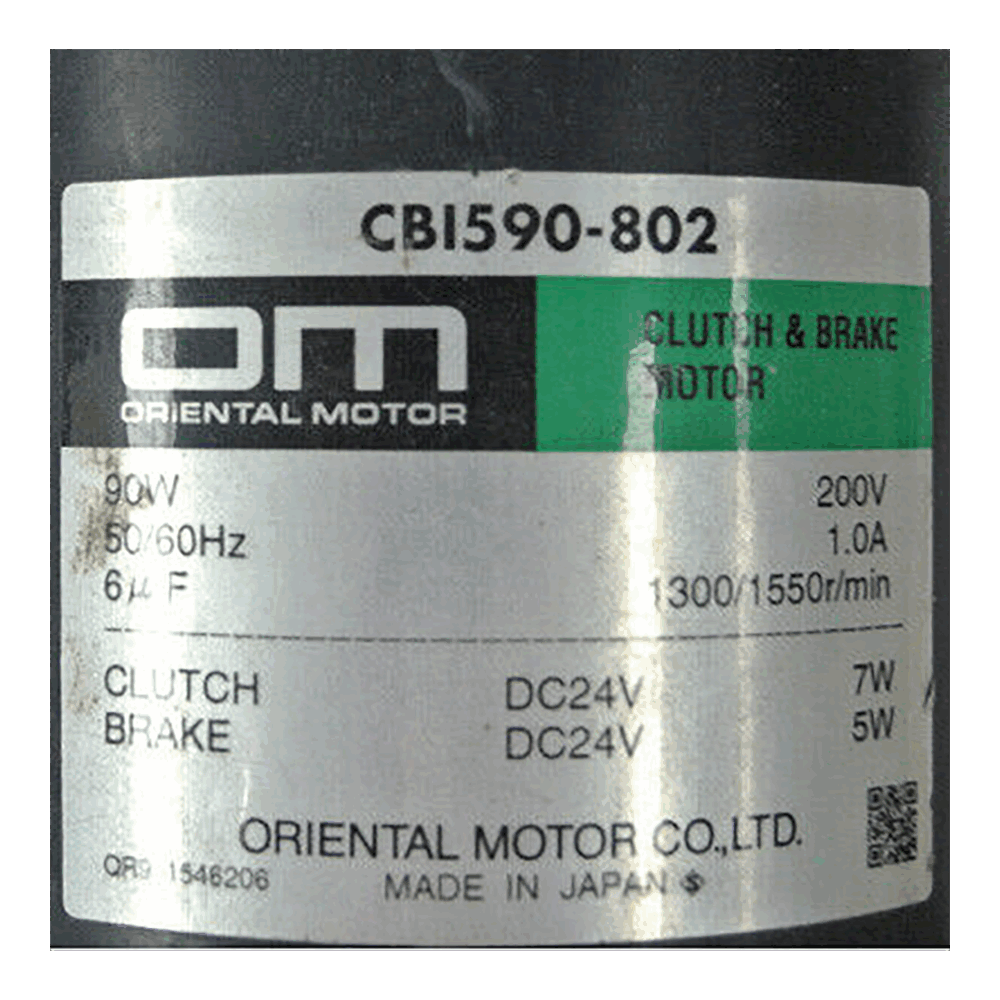 CBI590-802
OM
ORIENTAL MOTOR
CLUTCH & BRAKE
MOTOR
90W 200V
50/60Hz 1.0A
6μF 1300/1550r/min
CLUTCH DC24V 7W
BRAKE DC24V 5W
ORIENTAL MOTOR CO.,LTD.
QR9 1546206
MADE IN JAPAN S